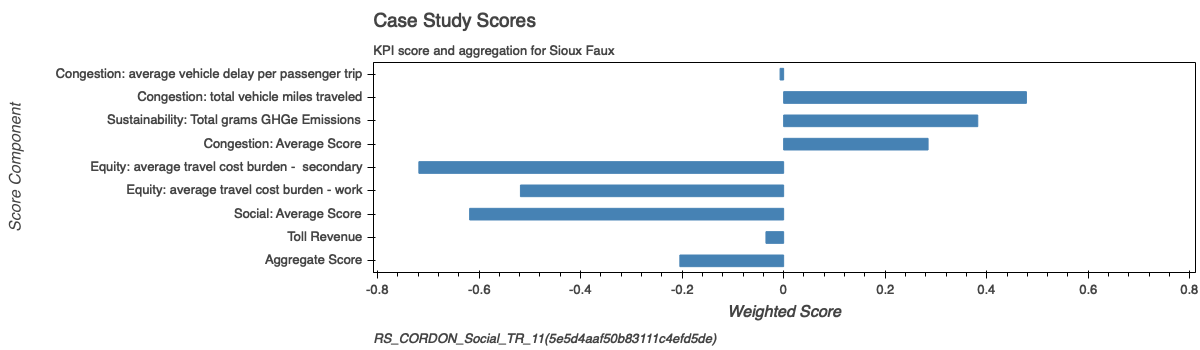 Case Study Scores
KPI score and aggregation for Sioux Faux
Score Component
Congestion: average vehicle delay per passenger trip
Congestion: total vehicle miles traveled
Sustainability: Total grams GHGe Emissions
Congestion: Average Score
Equity: average travel cost burden -  secondary
Equity: average travel cost burden - work
Social: Average Score
Toll Revenue
Aggregate Score
-0.8 -0.6 -0.4 -0.2 0 0.2 0.4 0.6 0.8
Weighted Score
RS_CORDON_Social_TR_11(5e5d4aaf50b83111c4efd5de)